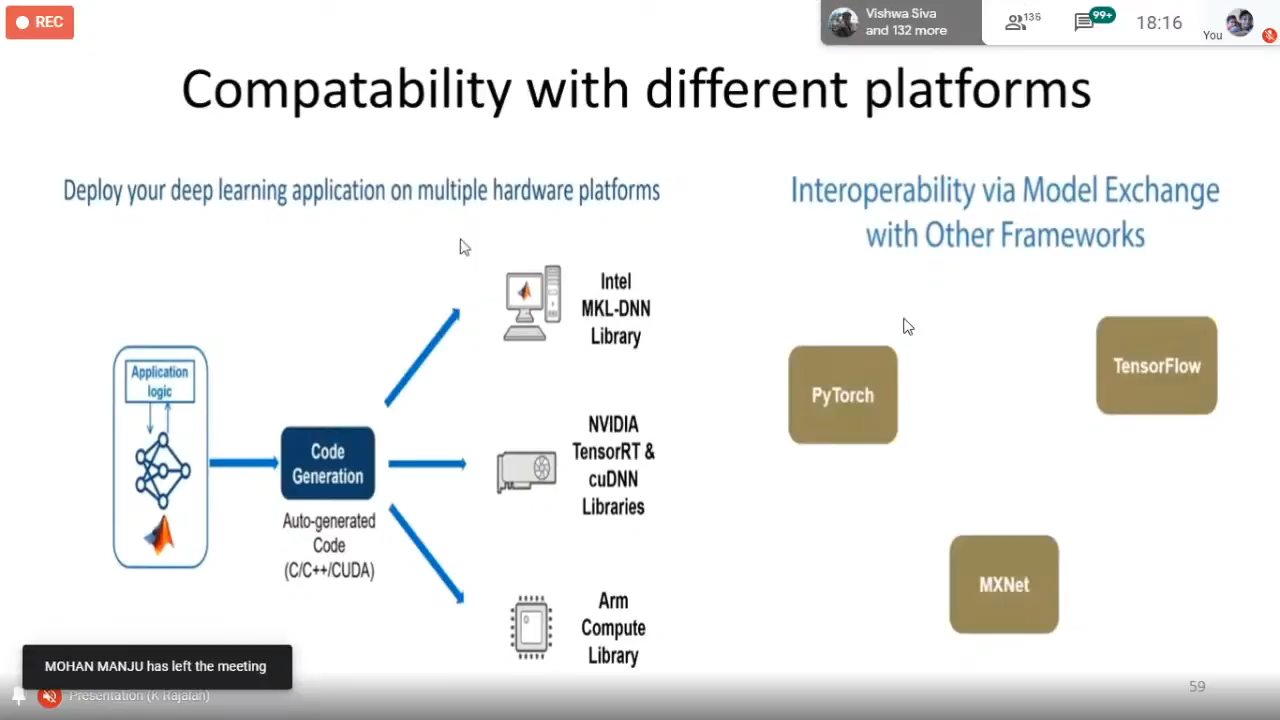 REC
Vishwa Siva
and 132 more
135
99+
18:16
You
Compatability with different platforms
Deploy your deep learning application on multiple hardware platforms
Application
logic
Code
Generation
Auto-generated
Code
(C/C++/CUDA)
Intel
MKL-DNN
Library
NVIDIA
TensorRT &
cuDNN
Libraries
Arm
Compute
Library
Interoperability via Model Exchange
with Other Frameworks
PyTorch
TensorFlow
MXNet
MOHAN MANJU has left the meeting
Presentation (K Rajalan)
59